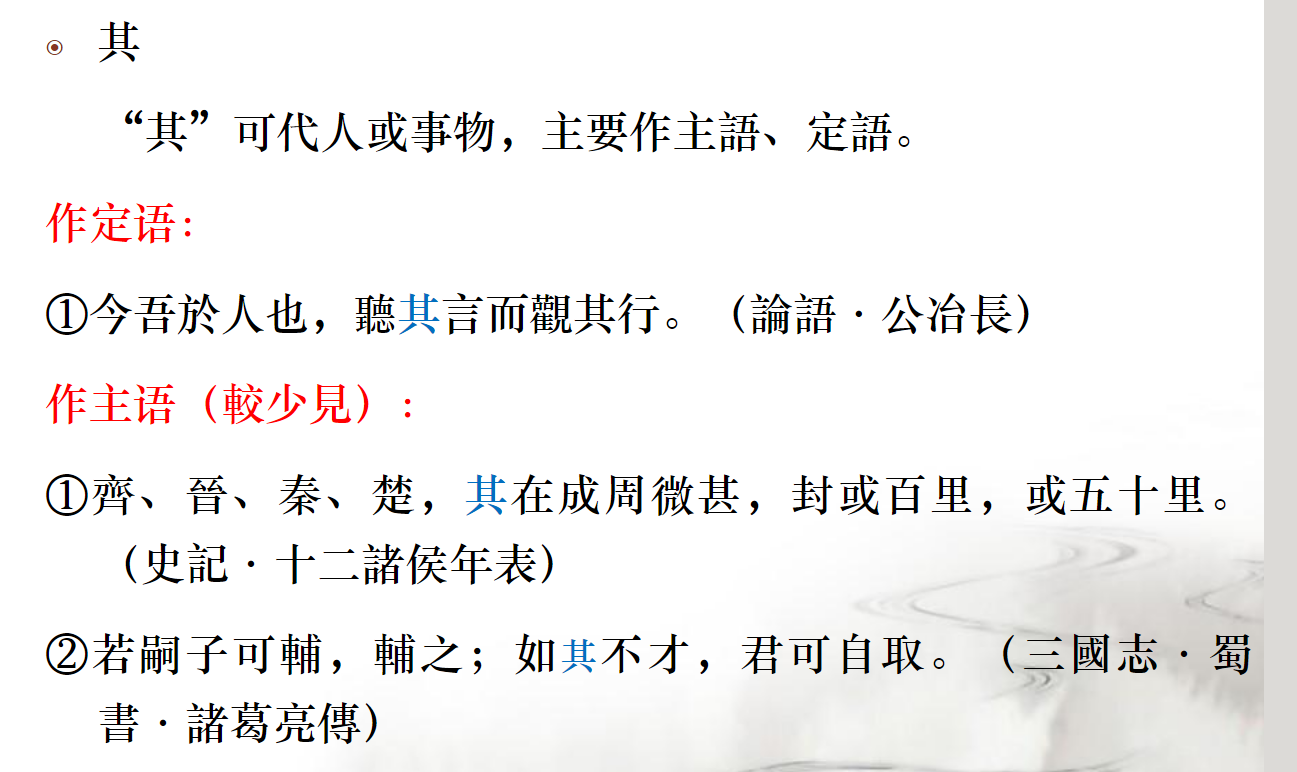 其
“其”可代人或事物，主要作主語、定語。
作定语：
①今吾於人也，聽其言而觀其行。（論語·公冶長）
作主语（較少見）：
①齊、晉、秦、楚，其在成周微甚，封或百里，或五十里。
（史記·十二諸侯年表）
②若嗣子可輔，輔之；如其不才，君可自取。（三國志·蜀
書·諸葛亮傳）